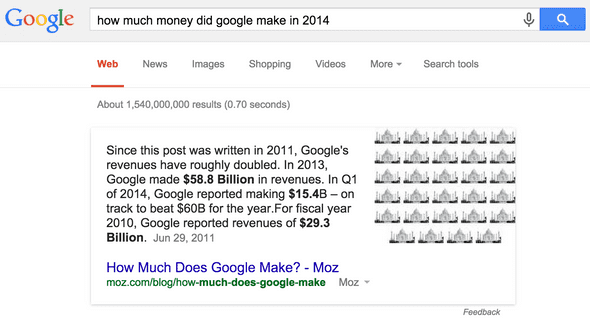 Google how much money did google make in 2014
Web News Images Shopping Videos More Search tools
About 1,540,000,000 results (0.70 seconds)
Since this post was written in 2011, Google's
revenues have roughly doubled. In 2013,
Google made $58.8 Billion in revenues. In Q1
of 2014, Google reported making $15.4B – on
track to beat $60B for the year.For fiscal year
2010, Google reported revenues of $29.3
Billion. Jun 29, 2011
How Much Does Google Make? - Moz
moz.com/blog/how-much-does-google-make Moz
Feedback